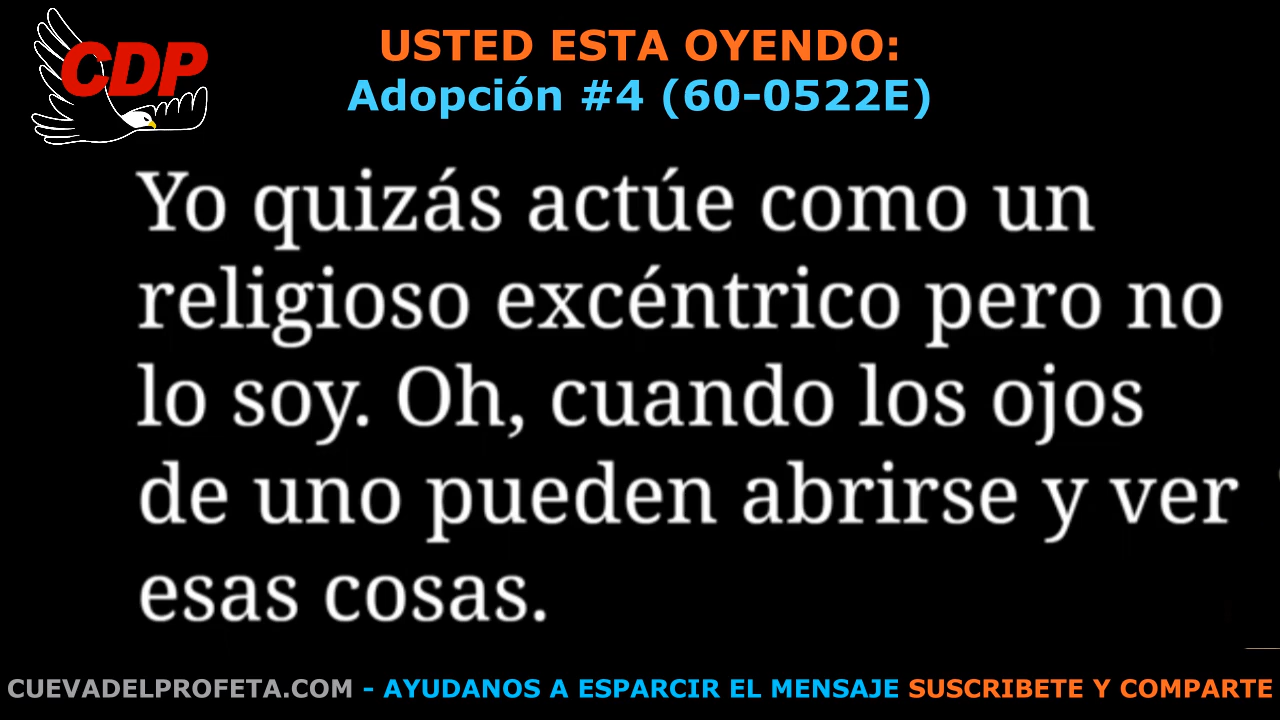 CDP
USTED ESTA OYENDO:
Adopción #4 (60-0522E)
Yo quizás actúe como un
religioso excéntrico pero no
lo soy. Oh, cuando los ojos
de uno pueden abrirse y ver
esas cosas.
CUEVADELPROFETA.COM - AYUDANOS A ESPARCIR EL MENSAJE SUSCRIBETE Y COMPARTE